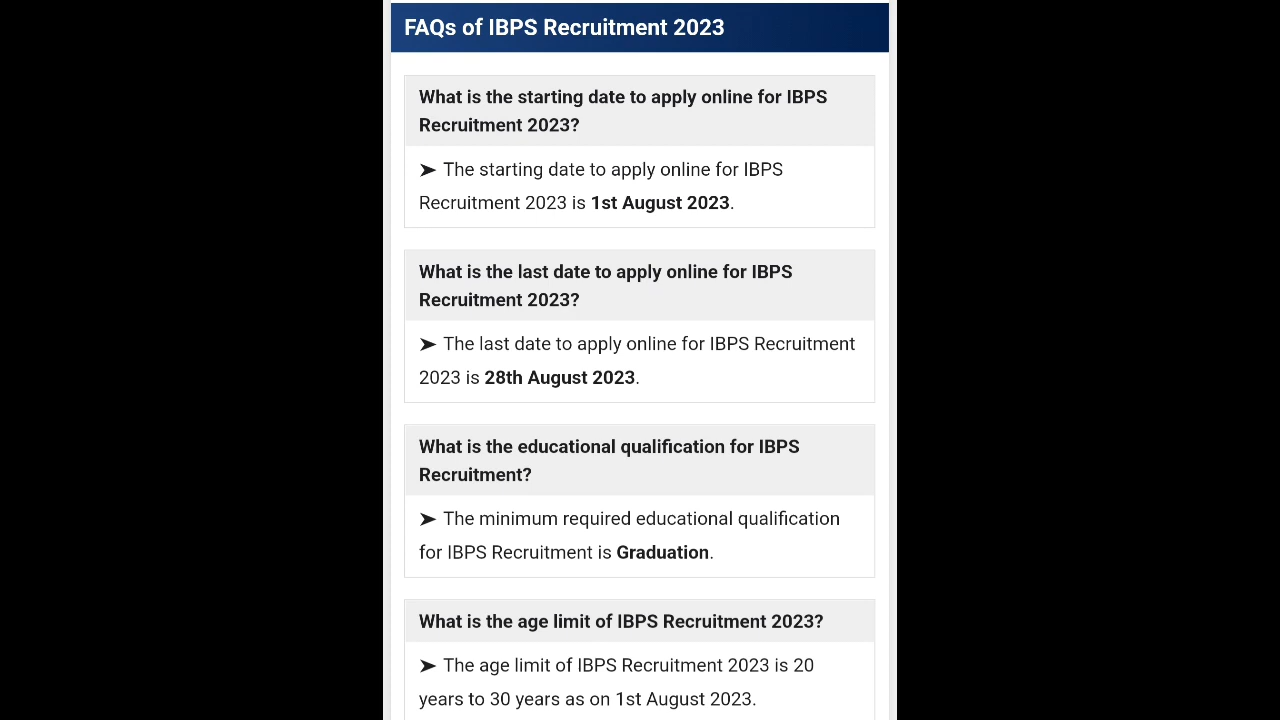 FAQs of IBPS Recruitment 2023
What is the starting date to apply online for IBPS
Recruitment 2023?
➤ The starting date to apply online for IBPS
Recruitment 2023 is 1st August 2023.
What is the last date to apply online for IBPS
Recruitment 2023?
➤ The last date to apply online for IBPS Recruitment
2023 is 28th August 2023.
What is the educational qualification for IBPS
Recruitment?
➤ The minimum required educational qualification
for IBPS Recruitment is Graduation.
What is the age limit of IBPS Recruitment 2023?
➤ The age limit of IBPS Recruitment 2023 is 20
years to 30 years as on 1st August 2023.